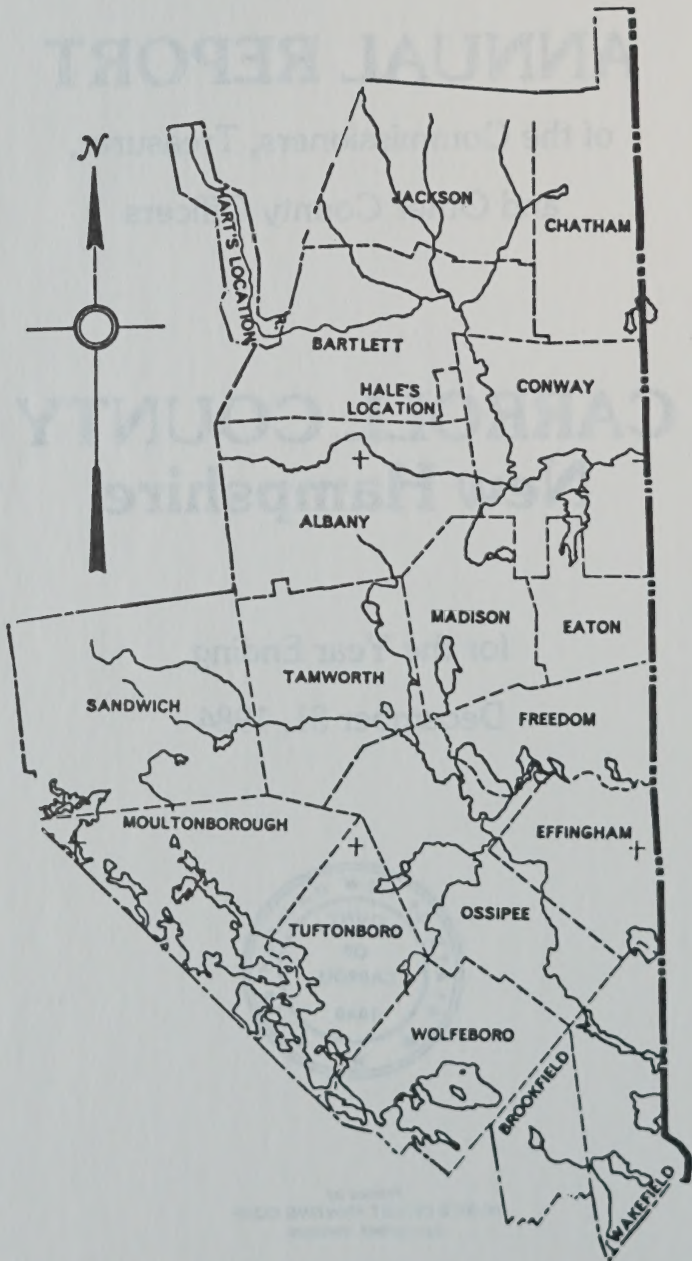 N
JACKSON
CHATHAM
HART'S LOCATION
R.
BARTLETT
HALE'S
LOCATION
CONWAY
ALBANY
MADISON
EATON
TAMWORTH
SANDWICH
FREEDOM
MOULTONBOROUGH
EFFINGHAM
OSSIPEE
TUFTONBORO
WOLFEBORO
BROOKFIELD
WAKEFIELD
ANNUAL REPORT
of the Commissioners, Treasurer,
and Other County Officers
CARROLL COUNTY
New Hampshire
for the Year Ending
December 31,